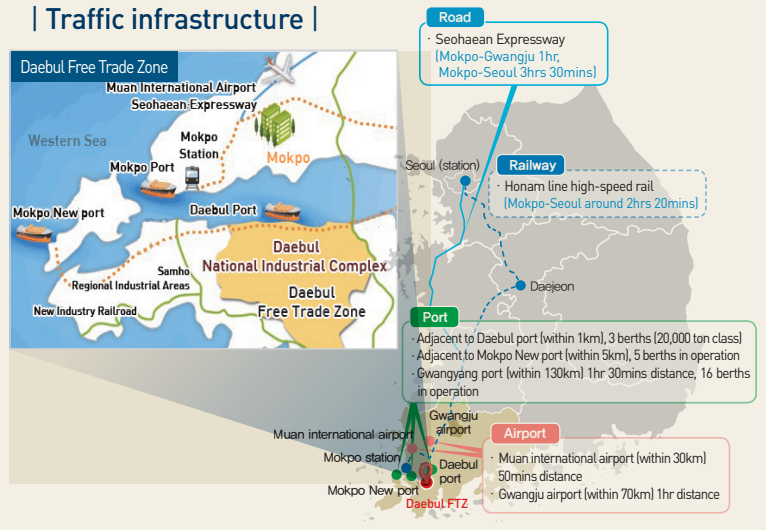 | Traffic infrastructure |
Daebul Free Trade Zone
Muan International Airport
Seohaean Expressway
Western Sea
Mokpo
Station
Mokpo
Mokpo Port
Mokpo New port
Daebul Port
Daebul
National Industrial Complex
Samho
Regional Industrial Areas
Daebul
Free Trade Zone
New Industry Railroad
Road
· Seohaean Expressway
(Mokpo-Gwangju 1hr,
Mokpo-Seoul 3hrs 30mins)
Seoul (station)
Railway
· Honam line high-speed rail
(Mokpo-Seoul around 2hrs 20mins)
Daejeon
Port
· Adjacent to Daebul port (within 1km), 3 berths (20,000 ton class)
· Adjacent to Mokpo New port (within 5km), 5 berths in operation
· Gwangyang port (within 130km) 1hr 30mins distance, 16 berths
in operation
Gwangju
airport
Muan international airport
Mokpo station
Daebul
port
Mokpo New port
Daebul FTZ
Airport
· Muan international airport (within 30km)
50mins distance
· Gwangju airport (within 70km) 1hr distance